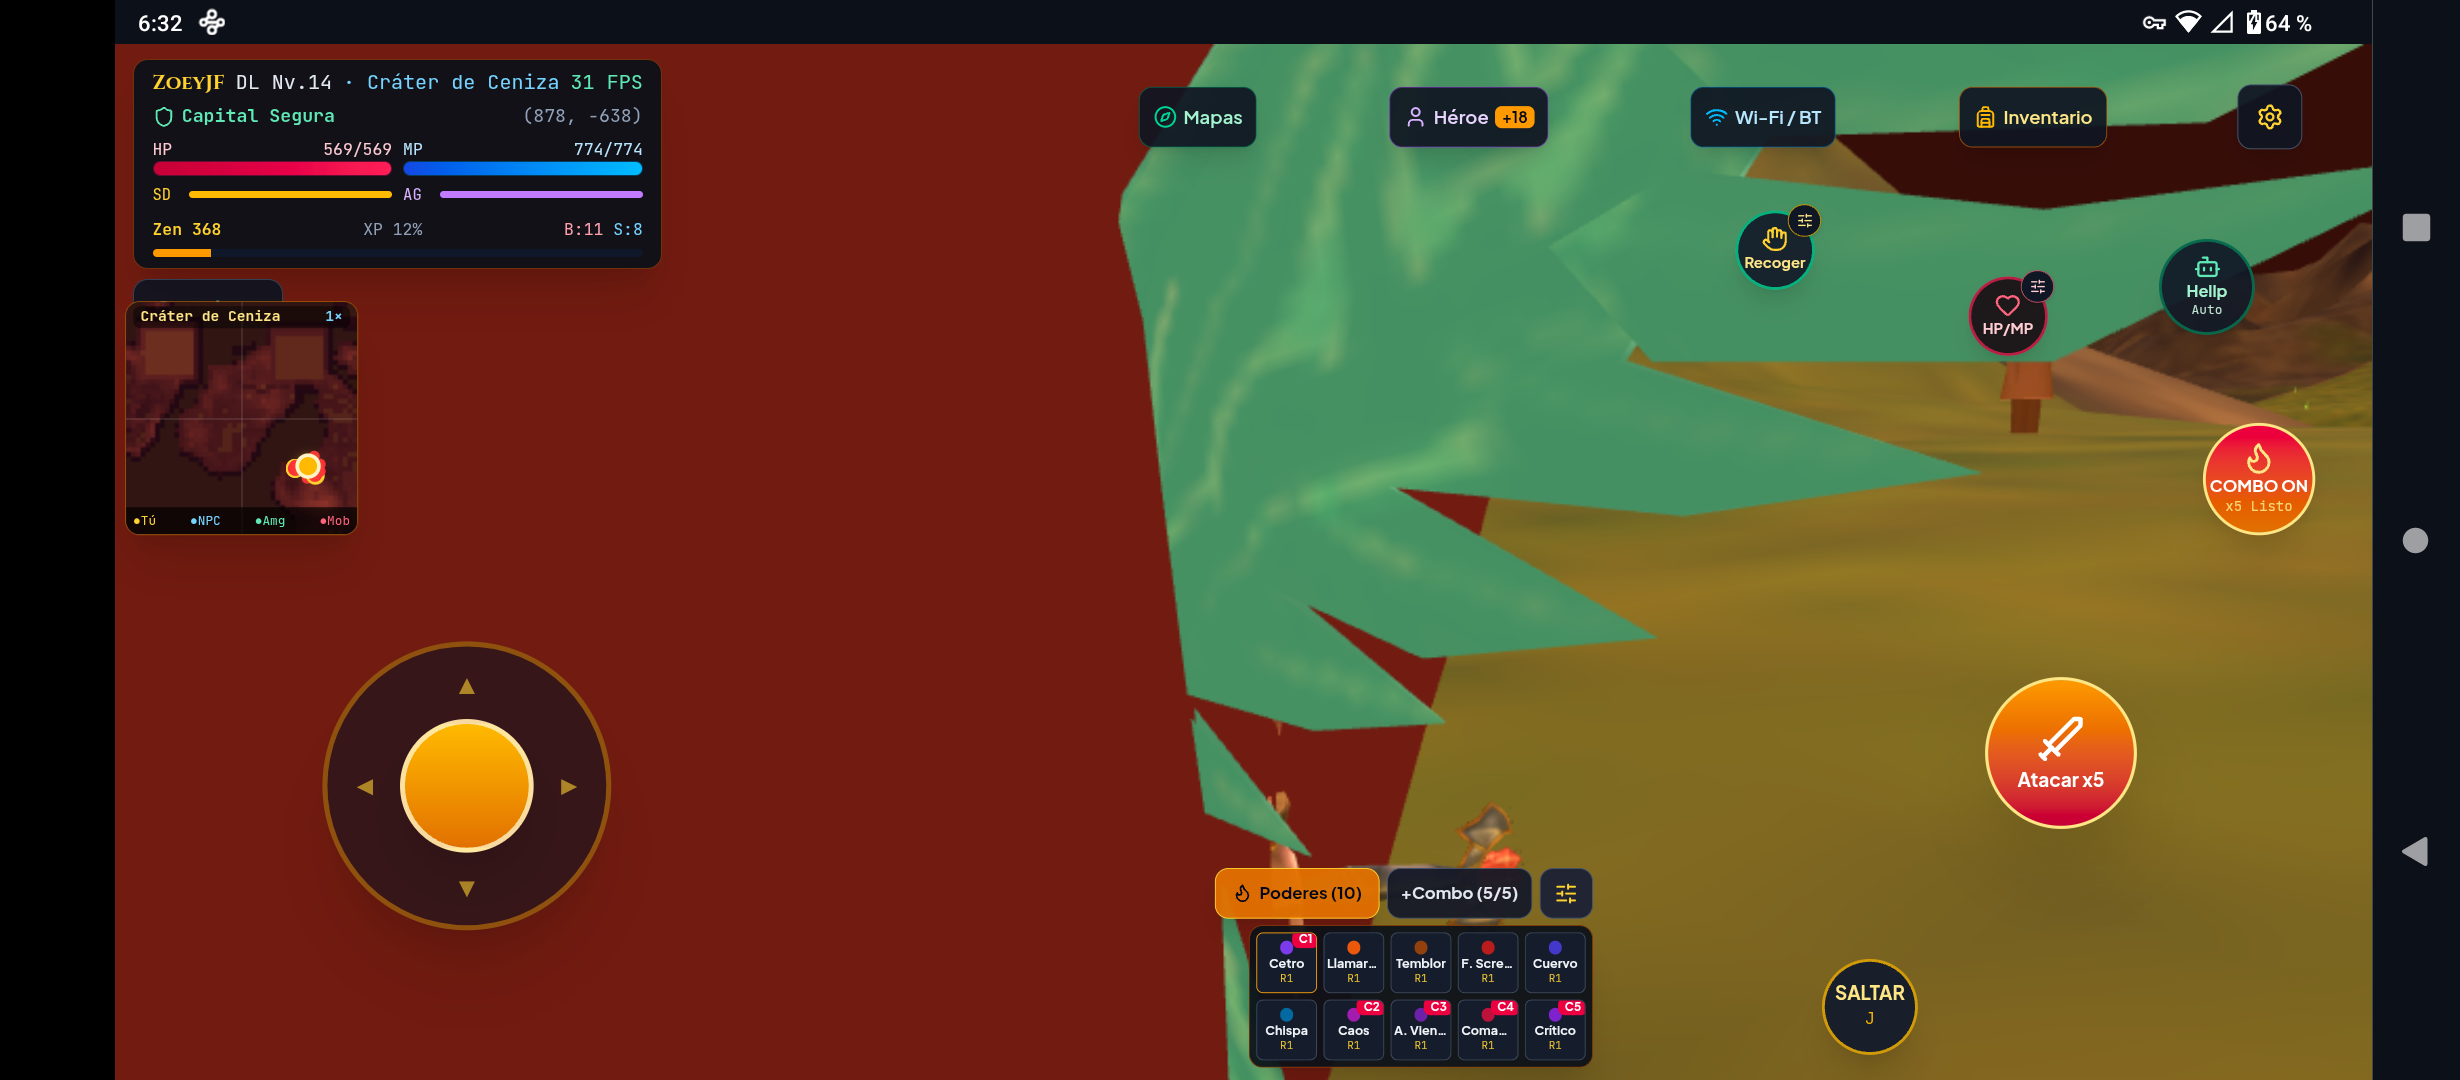 6:32
64 %
ZOEYJF DL Nv.14 · Cráter de Ceniza 31 FPS
Capital Segura (878, -638)
HP 569/569 MP 774/774
SD AG
Zen 368 XP 12% B:11 S:8
Mapas
Héroe +18
Wi-Fi / BT
Inventario
Recoger
HP/MP
Hellp
Auto
Cráter de Ceniza 1×
Tú NPC Amg Mob
COMBO ON
x5 Listo
Atacar x5
Poderes (10) +Combo (5/5)
C1
Cetro Llamar... Temblor F. Scre... Cuervo
R1 R1 R1 R1 R1
C2 C3 C4 C5
Chispa Caos A. Vien... Coma... Crítico
R1 R1 R1 R1 R1
SALTAR
J